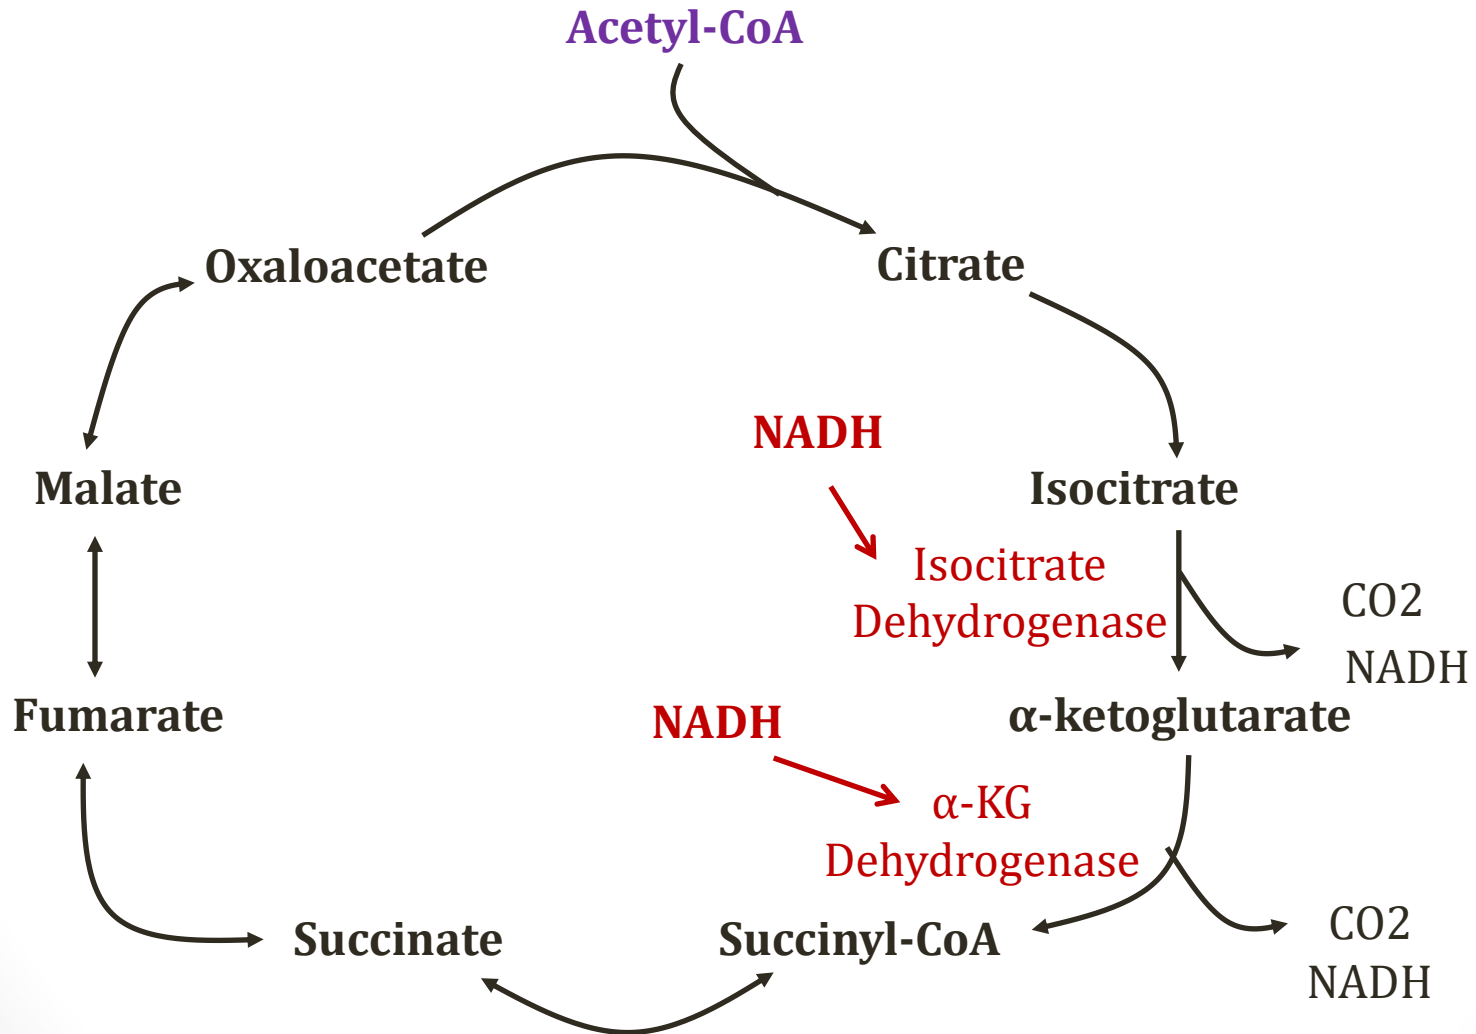 Acetyl-CoA
Oxaloacetate
Citrate
NADH
Malate
Isocitrate
Isocitrate
Dehydrogenase
CO2
NADH
Fumarate
NADH
α-ketoglutarate
α-KG
Dehydrogenase
Succinate
Succinyl-CoA
CO2
NADH